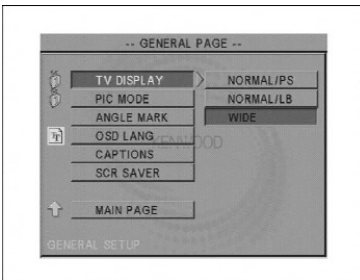 -- GENERAL PAGE --
TV DISPLAY
NORMAL/PS
PIC MODE
NORMAL/LB
ANGLE MARK
WIDE
OSD LANG
KENWOOD
CAPTIONS
SCR SAVER
MAIN PAGE
GENERAL SETUP